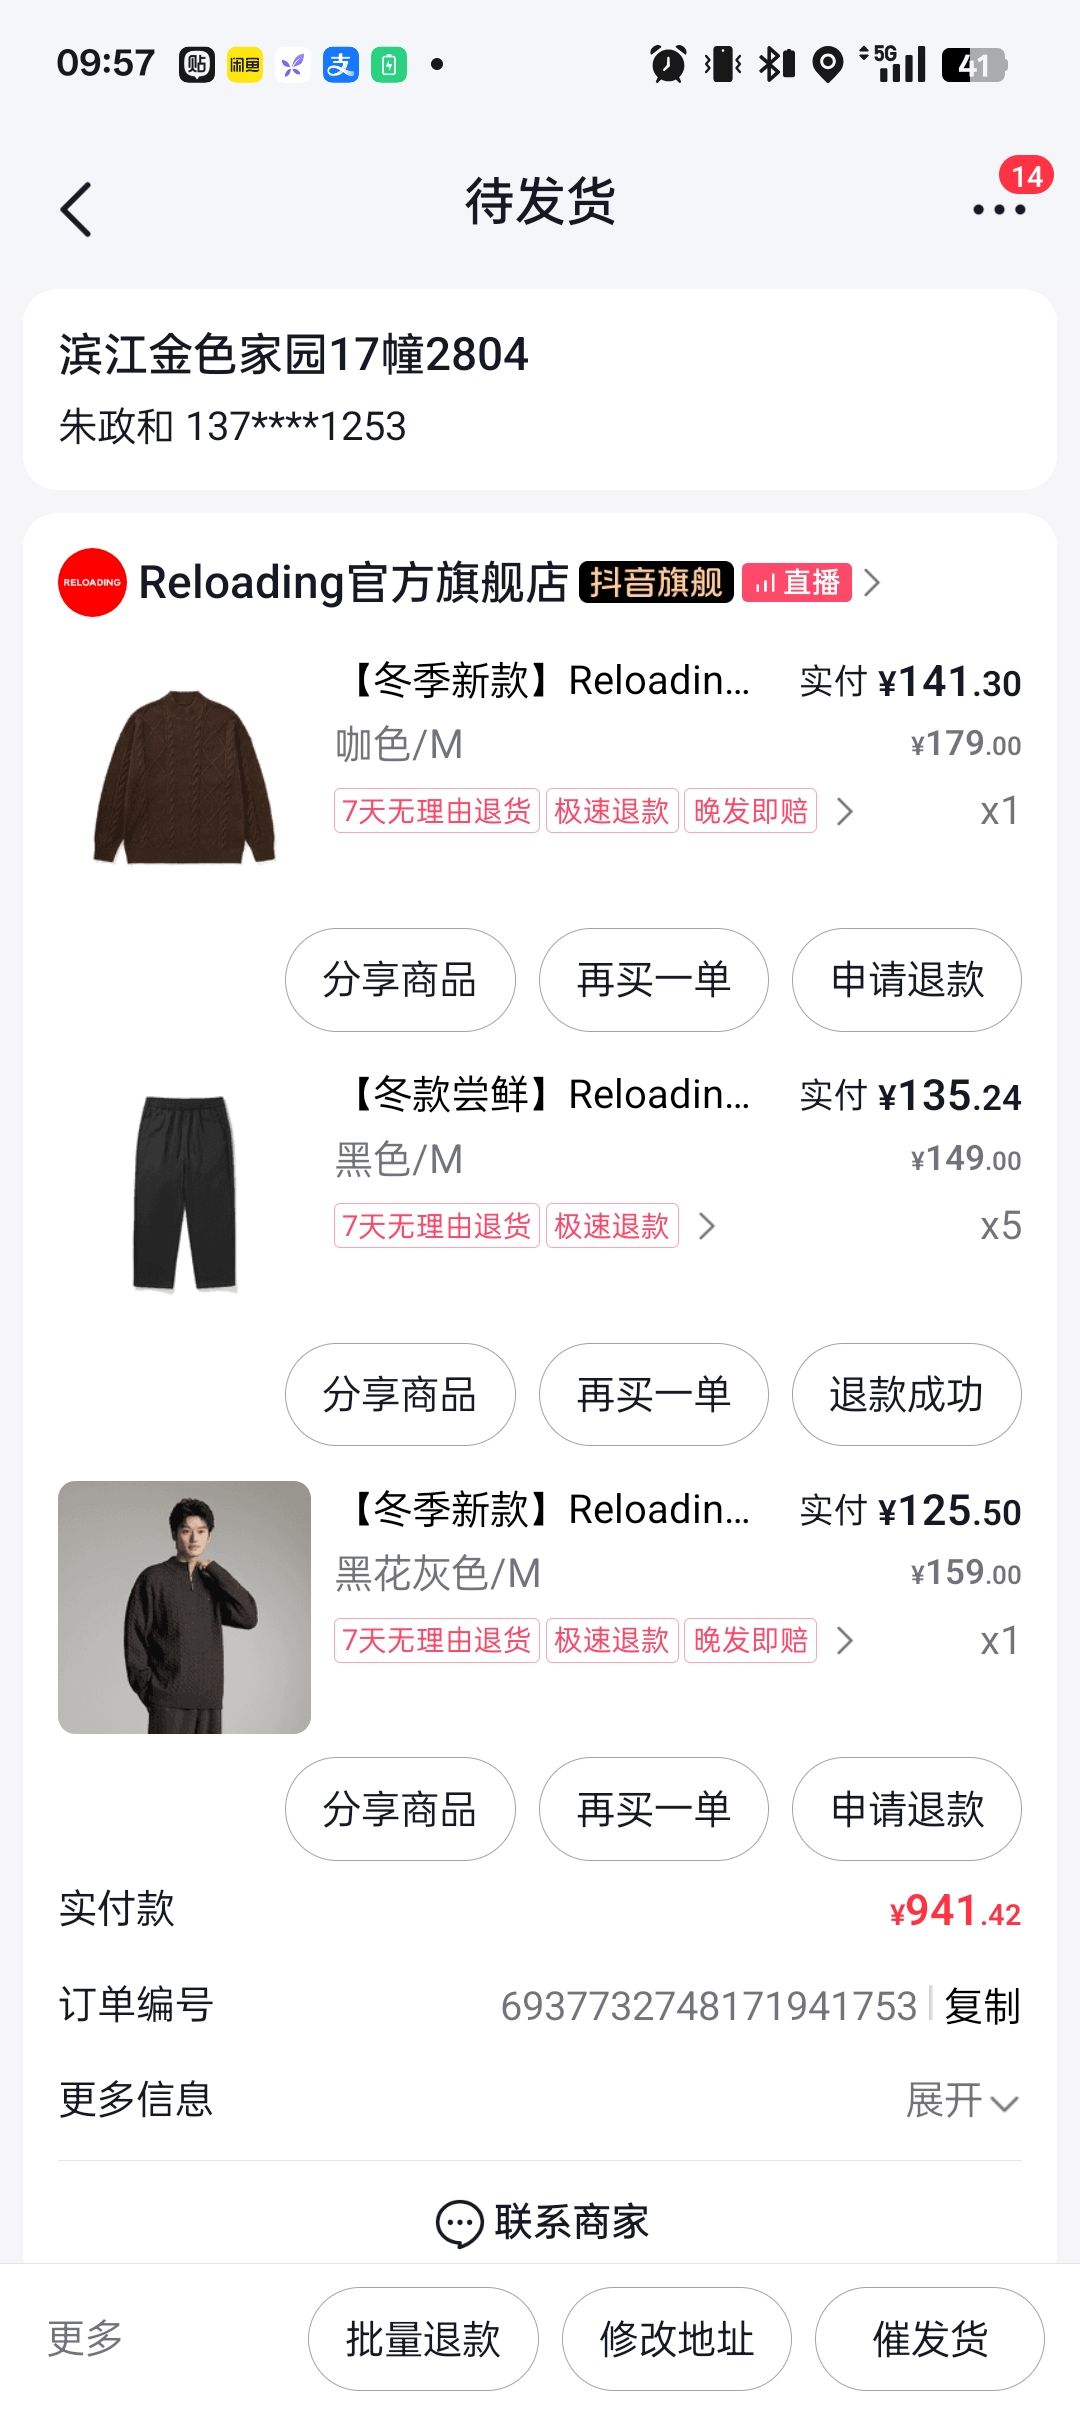 09:57 贴 闲鱼 支 5G 41
待发货
14
滨江金色家园17幢2804
朱政和 137****1253
RELOADING Reloading官方旗舰店 抖音旗舰 直播
【冬季新款】Reloadin... 实付 ¥141.30
咖色/M ¥179.00
7天无理由退货 极速退款 晚发即赔 x1
分享商品 再买一单 申请退款
【冬款尝鲜】Reloadin... 实付 ¥135.24
黑色/M ¥149.00
7天无理由退货 极速退款 x5
分享商品 再买一单 退款成功
【冬季新款】Reloadin... 实付 ¥125.50
黑花灰色/M ¥159.00
7天无理由退货 极速退款 晚发即赔 x1
分享商品 再买一单 申请退款
实付款 ¥941.42
订单编号 6937732748171941753 复制
更多信息 展开
联系商家
更多 批量退款 修改地址 催发货